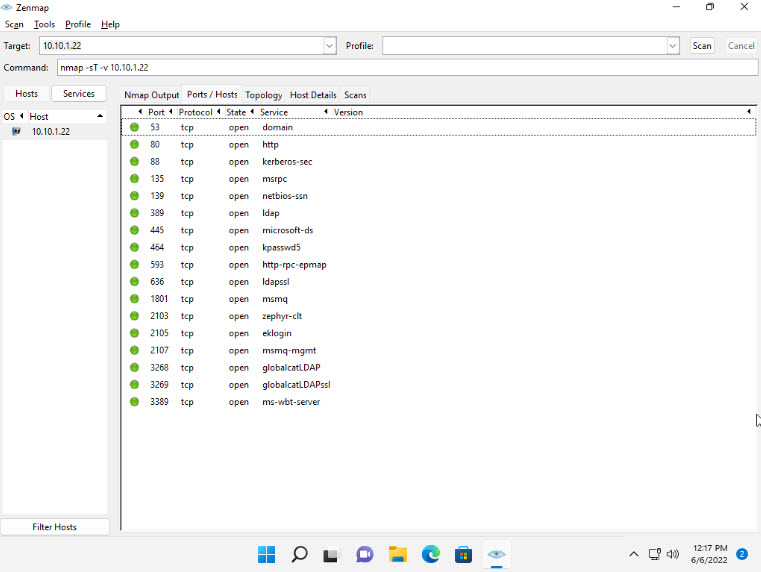 Zenmap
Scan Tools Profile Help
Target: 10.10.1.22 Profile: Scan Cancel
Command: nmap -sT -v 10.10.1.22
Hosts Services Nmap Output Ports / Hosts Topology Host Details Scans
OS Host Port Protocol State Service Version
10.10.1.22
53 tcp open domain
80 tcp open http
88 tcp open kerberos-sec
135 tcp open msrpc
139 tcp open netbios-ssn
389 tcp open ldap
445 tcp open microsoft-ds
464 tcp open kpasswd5
593 tcp open http-rpc-epmap
636 tcp open ldapssl
1801 tcp open msmq
2103 tcp open zephyr-clt
2105 tcp open eklogin
2107 tcp open msmq-mgmt
3268 tcp open globalcatLDAP
3269 tcp open globalcatLDAPssl
3389 tcp open ms-wbt-server
Filter Hosts
12:17 PM
6/6/2022
2